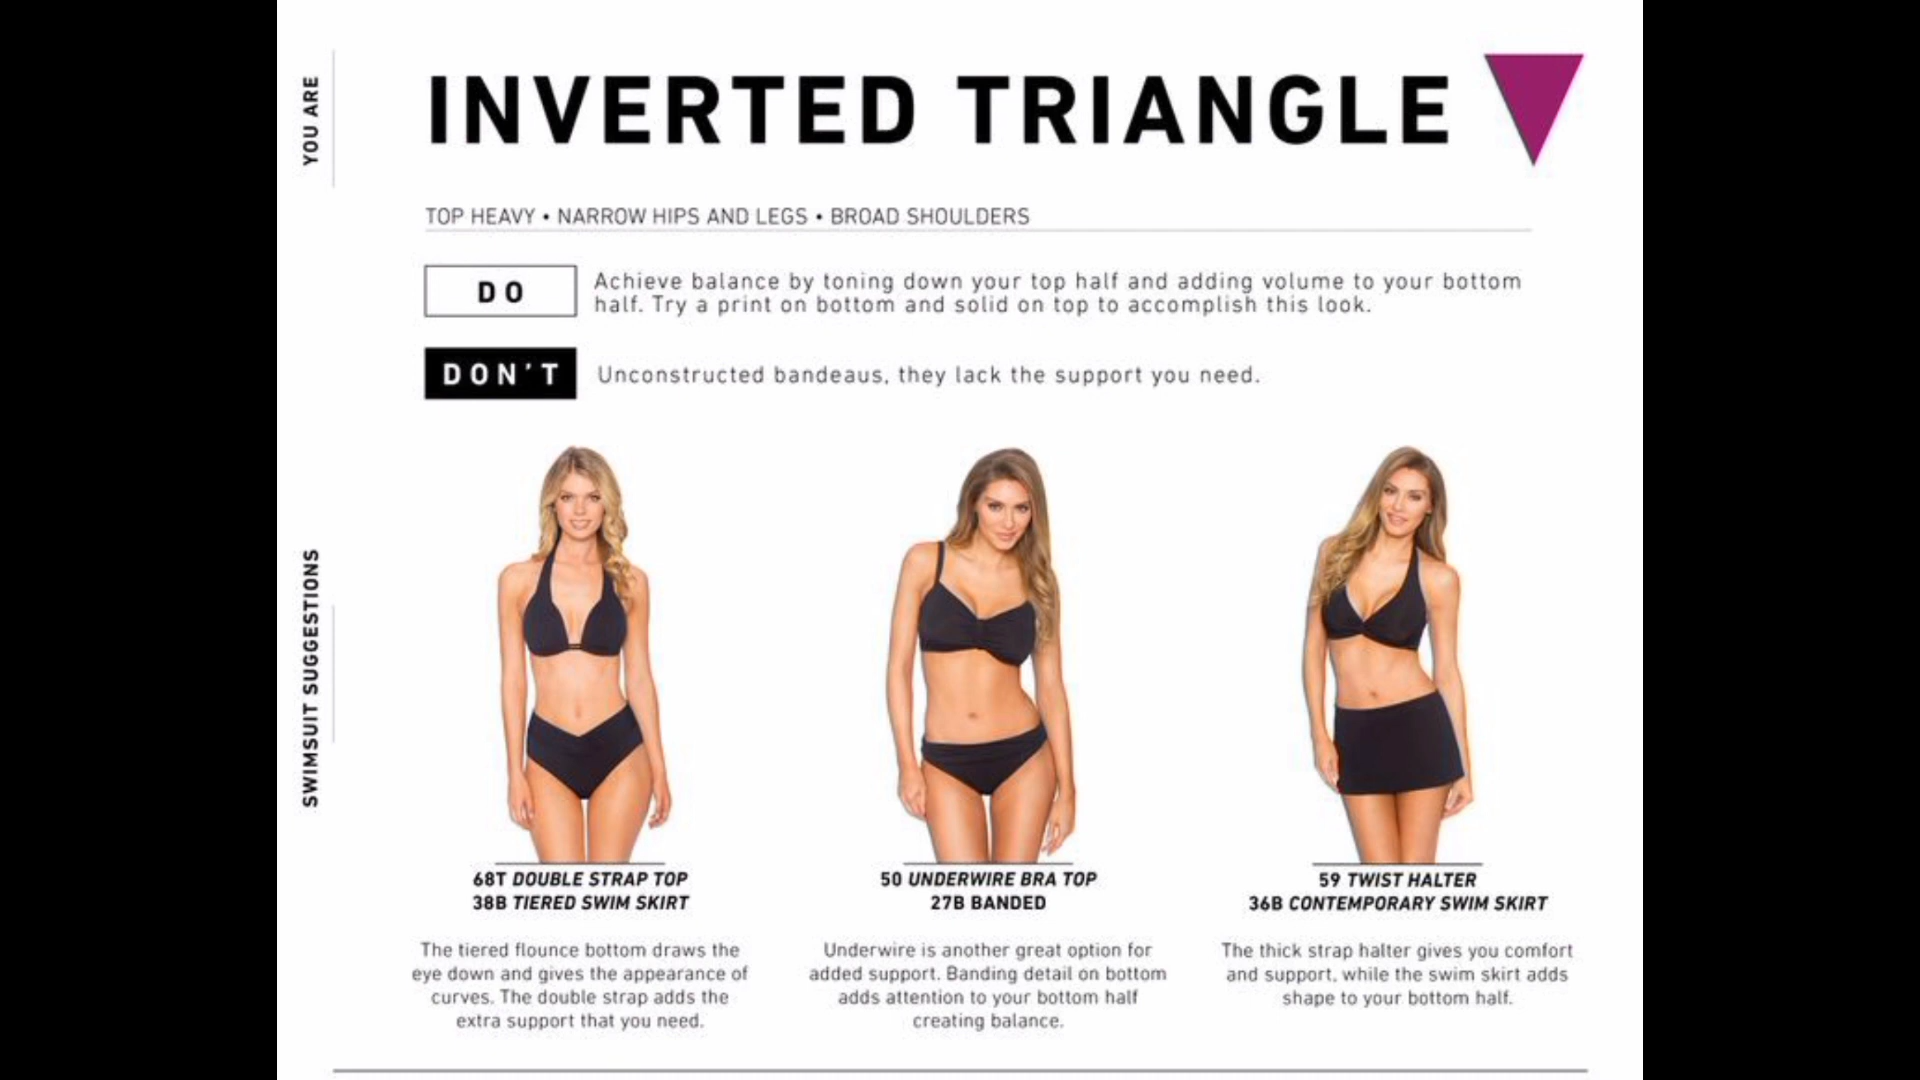 YOU ARE
INVERTED TRIANGLE
TOP HEAVY • NARROW HIPS AND LEGS • BROAD SHOULDERS
DO
Achieve balance by toning down your top half and adding volume to your bottom
half. Try a print on bottom and solid on top to accomplish this look.
DON'T
Unconstructed bandeaus, they lack the support you need.
SWIMSUIT SUGGESTIONS
68T DOUBLE STRAP TOP
38B TIERED SWIM SKIRT
The tiered flounce bottom draws the
eye down and gives the appearance of
curves. The double strap adds the
extra support that you need.
50 UNDERWIRE BRA TOP
27B BANDED
Underwire is another great option for
added support. Banding detail on bottom
adds attention to your bottom half
creating balance.
59 TWIST HALTER
36B CONTEMPORARY SWIM SKIRT
The thick strap halter gives you comfort
and support, while the swim skirt adds
shape to your bottom half.